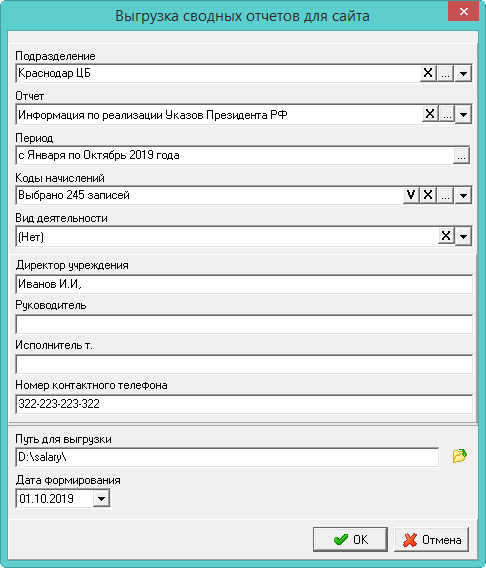 Выгрузка сводных отчетов для сайта
Подразделение
Краснодар ЦБ
X ...
Отчет
Информация по реализации Указов Президента РФ
X ...
Период
с Января по Октябрь 2019 года
...
Коды начислений
Выбрано 245 записей
V X ...
Вид деятельности
(Нет)
X
Директор учреждения
Иванов И.И,
Руководитель
Исполнитель т.
Номер контактного телефона
322-223-223-322
Путь для выгрузки
D:\salary\
Дата формирования
01.10.2019
OK
Отмена